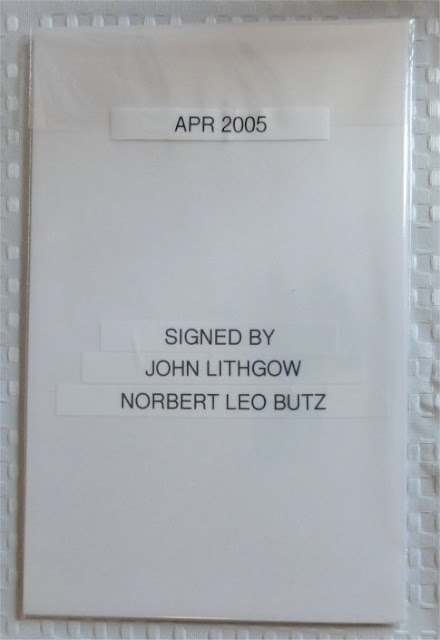 APR 2005
SIGNED BY
JOHN LITHGOW
NORBERT LEO BUTZ